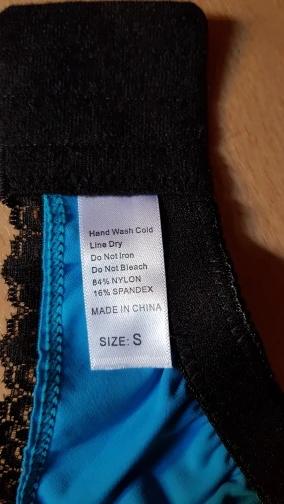 Hand Wash Cold
Line Dry
Do Not Iron
Do Not Bleach
84% NYLON
16% SPANDEX
MADE IN CHINA
SIZE: S